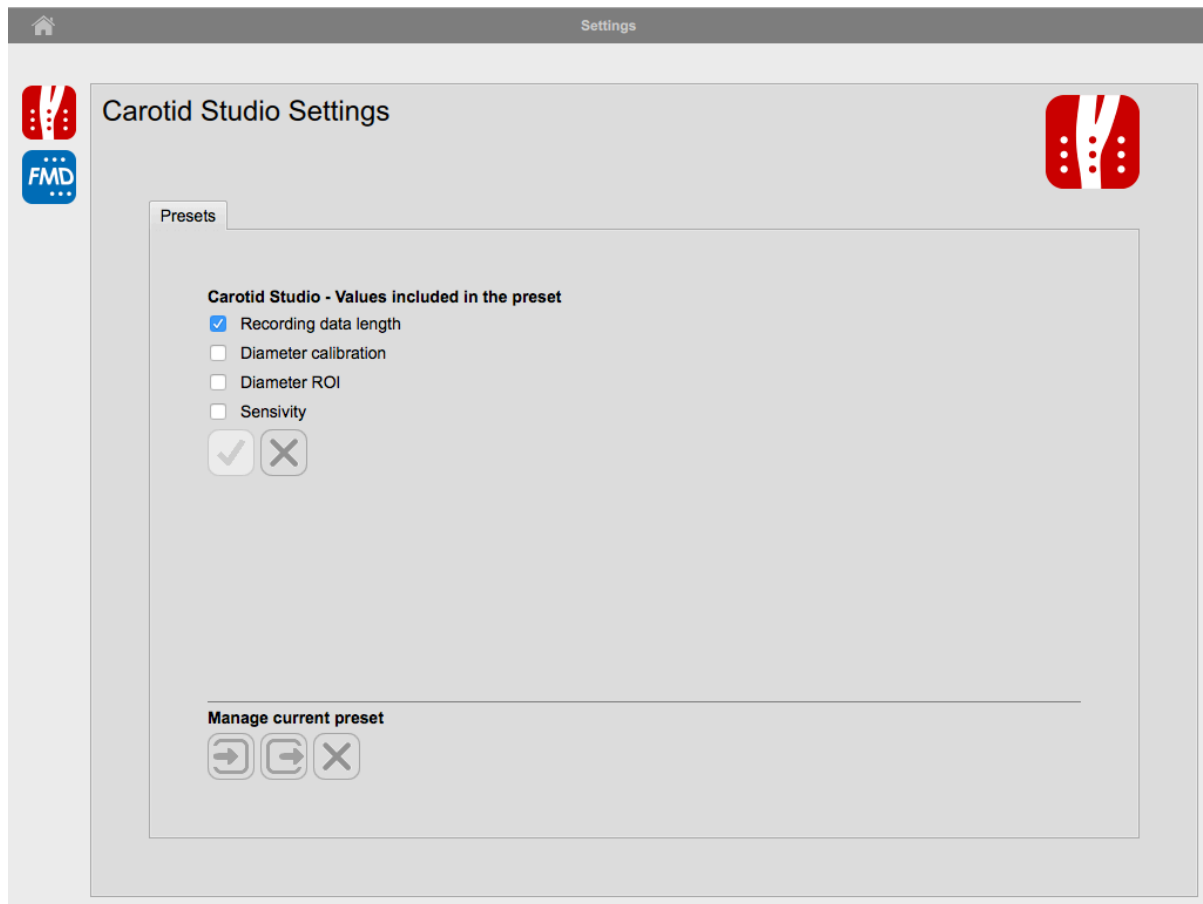 Settings
Carotid Studio Settings
FMD
Presets
Carotid Studio - Values included in the preset
Recording data length
Diameter calibration
Diameter ROI
Sensivity
Manage current preset